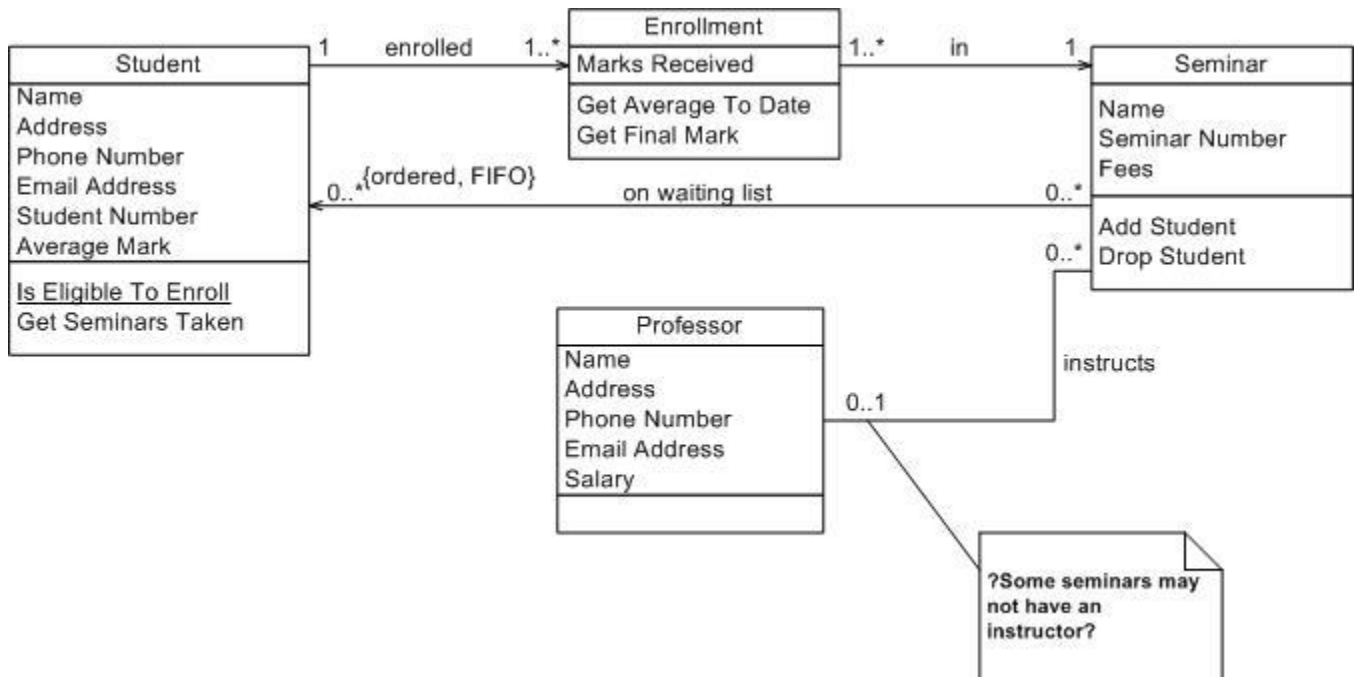 Student
Name
Address
Phone Number
Email Address
Student Number
Average Mark
Is Eligible To Enroll
Get Seminars Taken
1 enrolled 1..*
Enrollment
Marks Received
Get Average To Date
Get Final Mark
1..* in 1
Seminar
Name
Seminar Number
Fees
Add Student
Drop Student
{ordered, FIFO}
0..* on waiting list 0..*
0..*
instructs
0..1
Professor
Name
Address
Phone Number
Email Address
Salary
?Some seminars may
not have an
instructor?